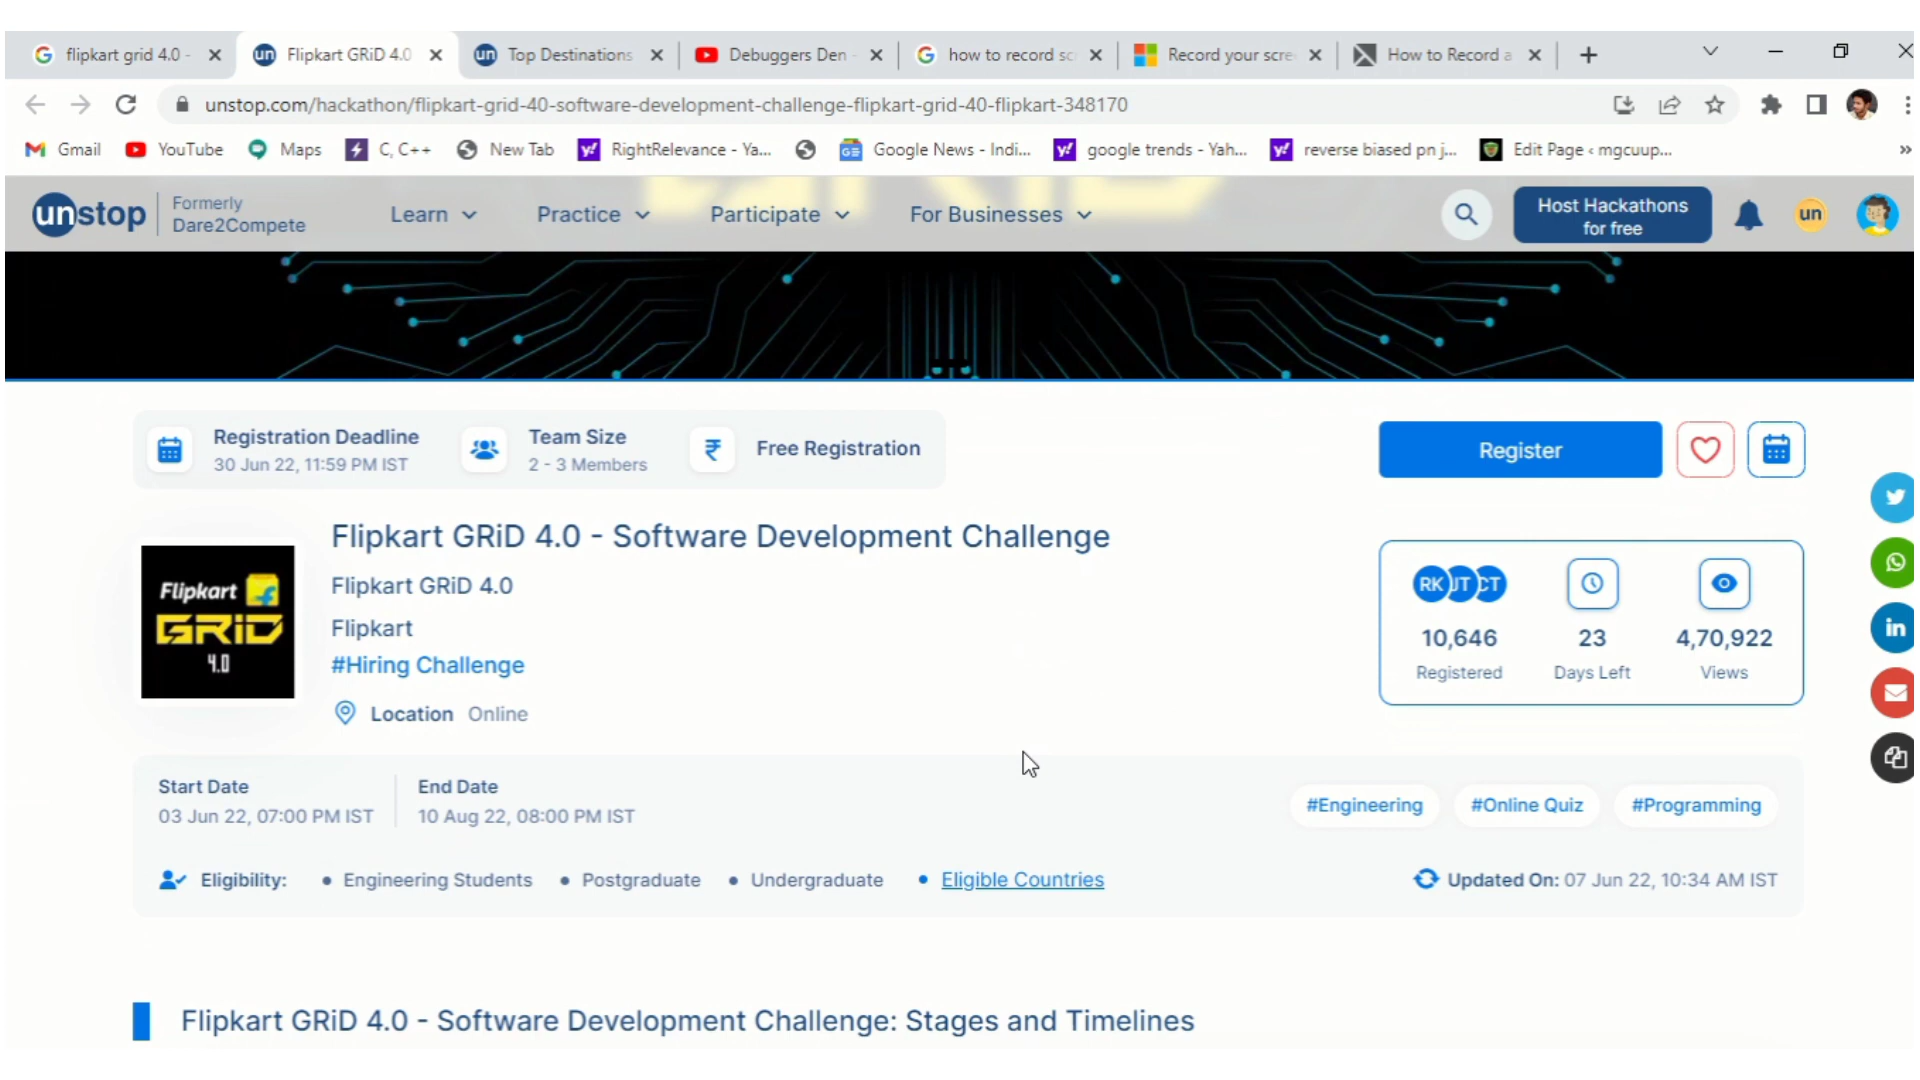 flipkart grid 4.0 -
Flipkart GRiD 4.0
Top Destinations
Debuggers Den -
how to record sc
Record your scre
How to Record a
unstop.com/hackathon/flipkart-grid-40-software-development-challenge-flipkart-grid-40-flipkart-348170
Gmail
YouTube
Maps
C, C++
New Tab
RightRelevance - Ya...
Google News - Indi...
google trends - Yah...
reverse biased pn j...
Edit Page ‹ mgcuup...
»
unstop
Formerly
Dare2Compete
Learn
Practice
Participate
For Businesses
Host Hackathons
for free
un
Registration Deadline
30 Jun 22, 11:59 PM IST
Team Size
2 - 3 Members
₹
Free Registration
Register
Flipkart GRiD 4.0 - Software Development Challenge
Flipkart GRiD 4.0
Flipkart
#Hiring Challenge
Location Online
Flipkart
GRiD
4.0
RK JT CT
10,646
Registered
23
Days Left
4,70,922
Views
Start Date
03 Jun 22, 07:00 PM IST
End Date
10 Aug 22, 08:00 PM IST
#Engineering
#Online Quiz
#Programming
Eligibility: • Engineering Students • Postgraduate • Undergraduate • Eligible Countries
Updated On: 07 Jun 22, 10:34 AM IST
Flipkart GRiD 4.0 - Software Development Challenge: Stages and Timelines